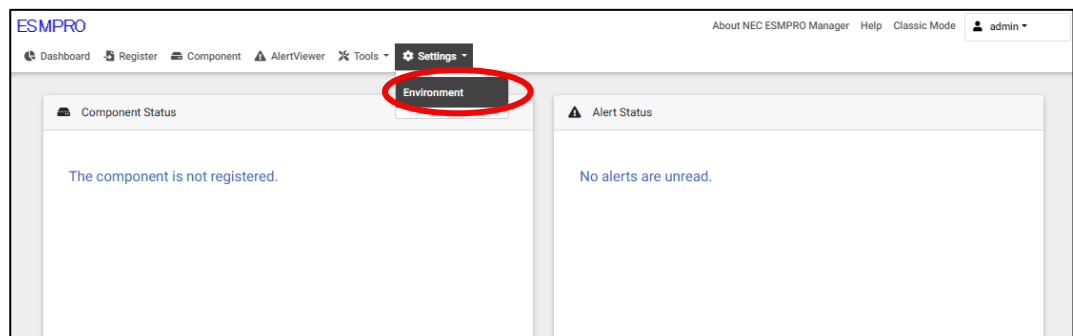 ESMPRO
About NEC ESMPRO Manager Help Classic Mode admin
Dashboard Register Component AlertViewer Tools Settings
Environment
Component Status
Alert Status
The component is not registered.
No alerts are unread.